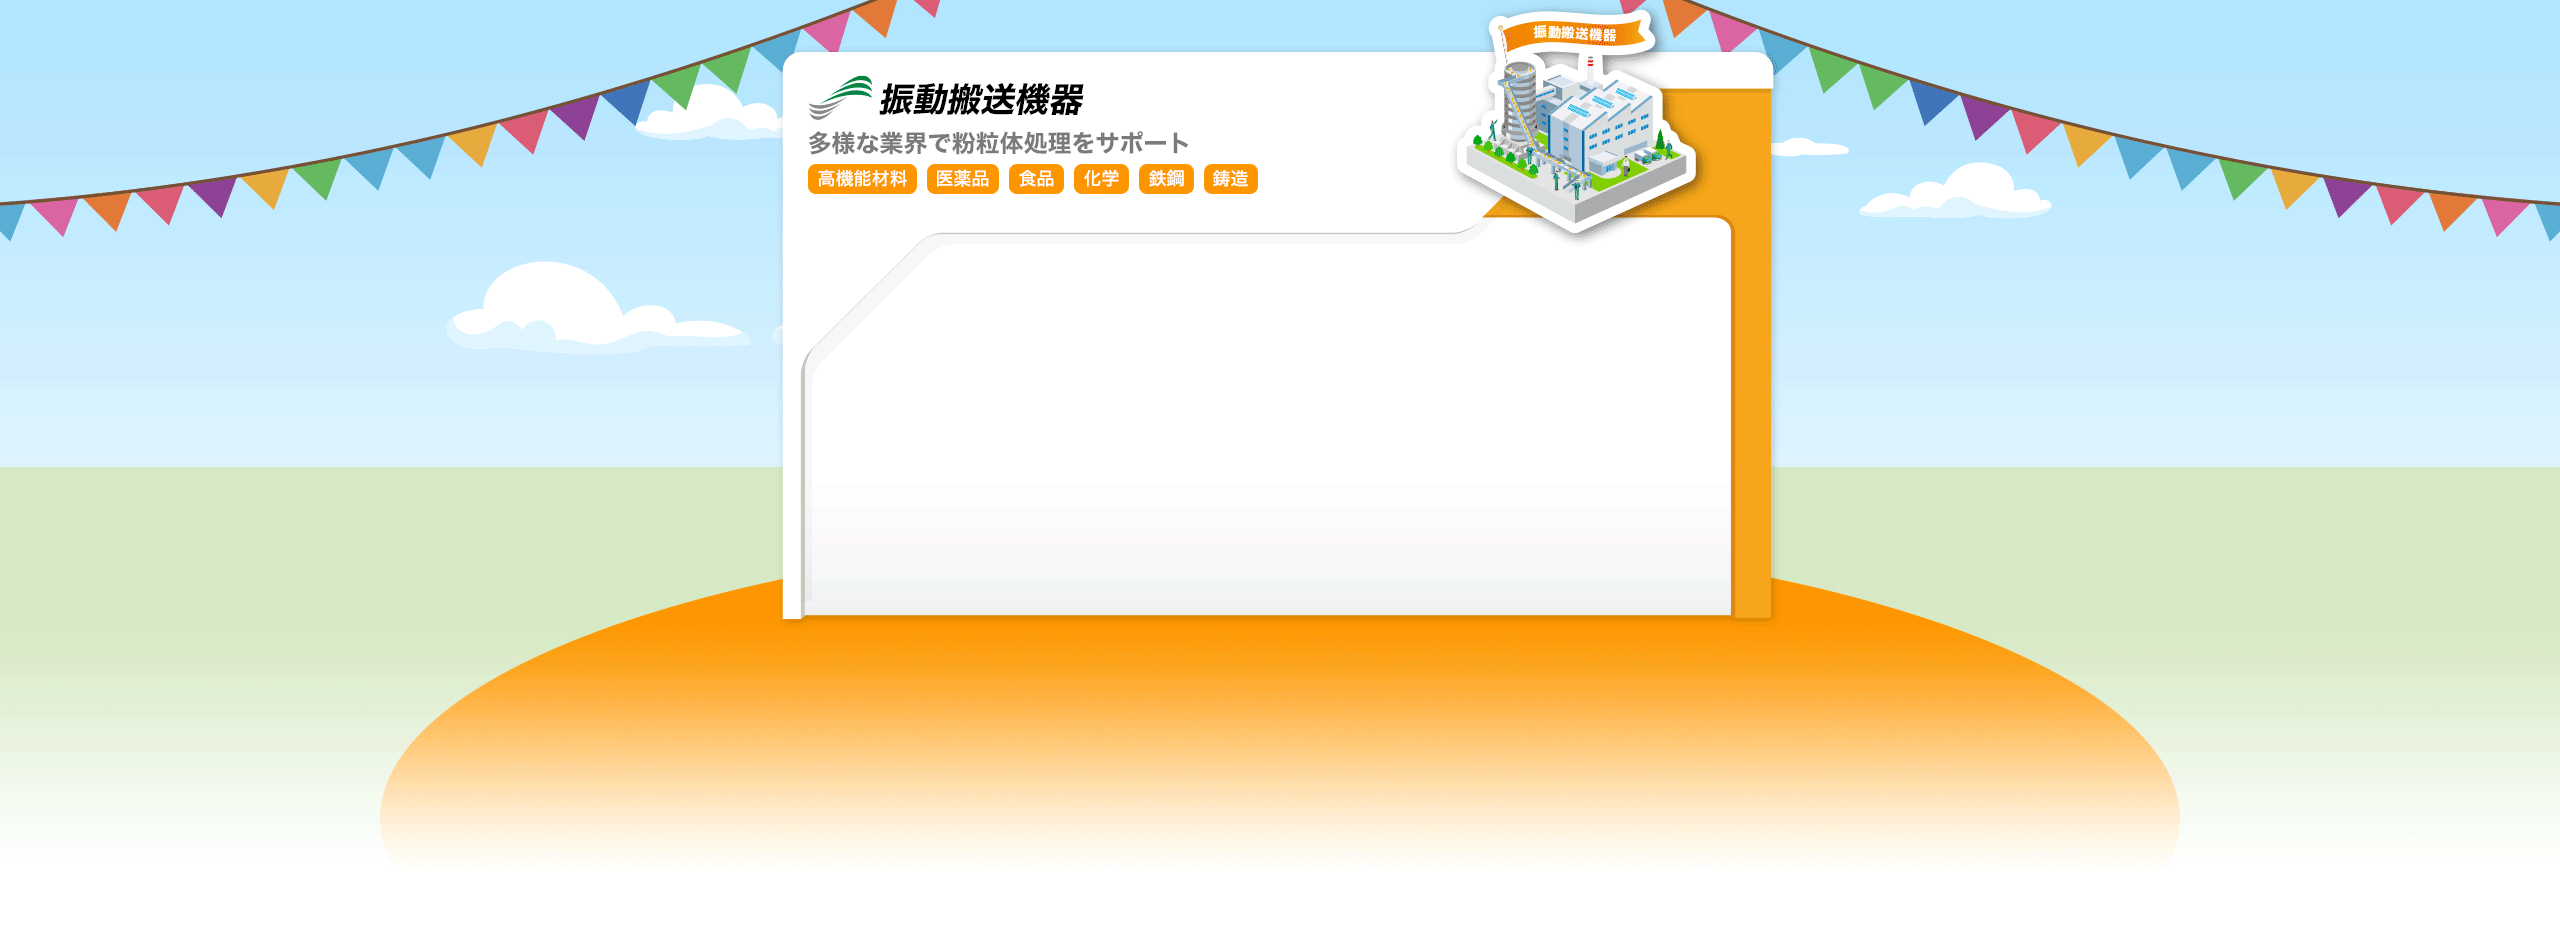 振動搬送機器
振動搬送機器
多様な業界で粉粒体処理をサポート
高機能材料 医薬品 食品 化学 鉄鋼 鋳造